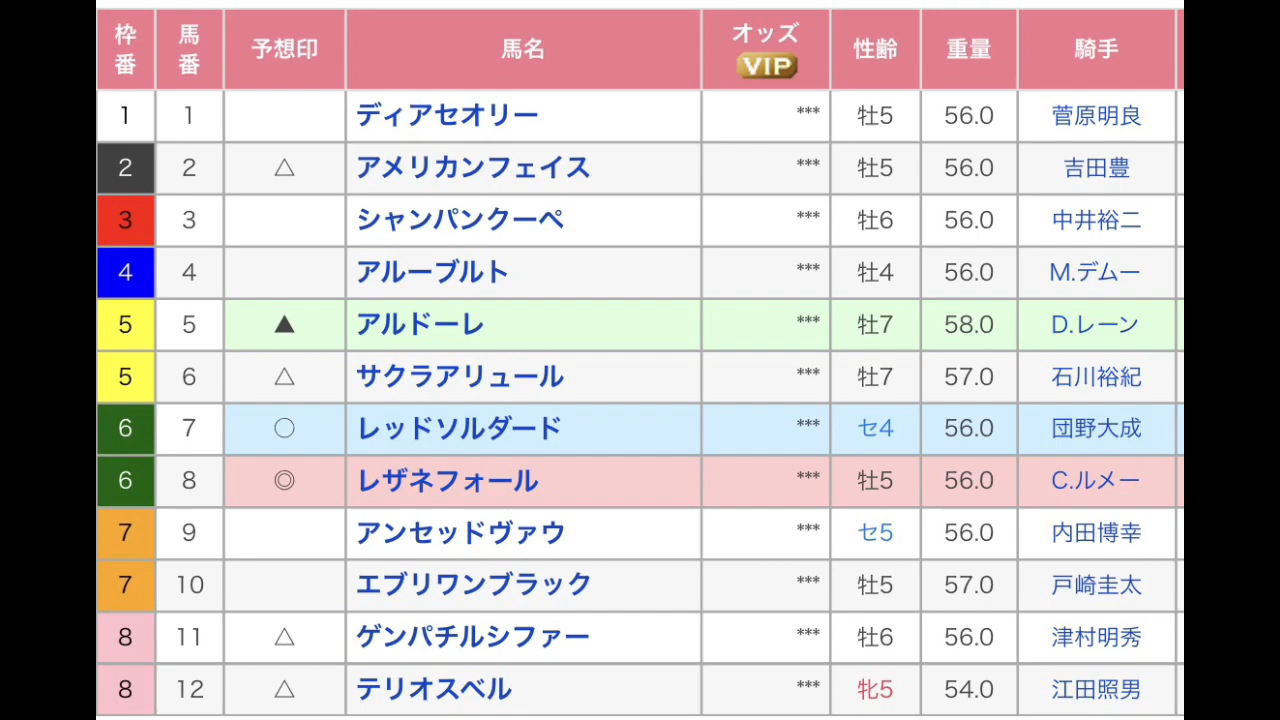 枠番 馬番 予想印 馬名 オッズ VIP 性齢 重量 騎手
1 1 ディアセオリー *** 牡5 56.0 菅原明良
2 2 △ アメリカンフェイス *** 牡5 56.0 吉田豊
3 3 シャンパンクーペ *** 牡6 56.0 中井裕二
4 4 アルーブルト *** 牡4 56.0 M.デムー
5 5 ▲ アルドーレ *** 牡7 58.0 D.レーン
5 6 △ サクラアリュール *** 牡7 57.0 石川裕紀
6 7 ○ レッドソルダード *** セ4 56.0 団野大成
6 8 ◎ レザネフォール *** 牡5 56.0 C.ルメー
7 9 アンセッドヴァウ *** セ5 56.0 内田博幸
7 10 エブリワンブラック *** 牡5 57.0 戸崎圭太
8 11 △ ゲンパチルシファー *** 牡6 56.0 津村明秀
8 12 △ テリオスベル *** 牝5 54.0 江田照男